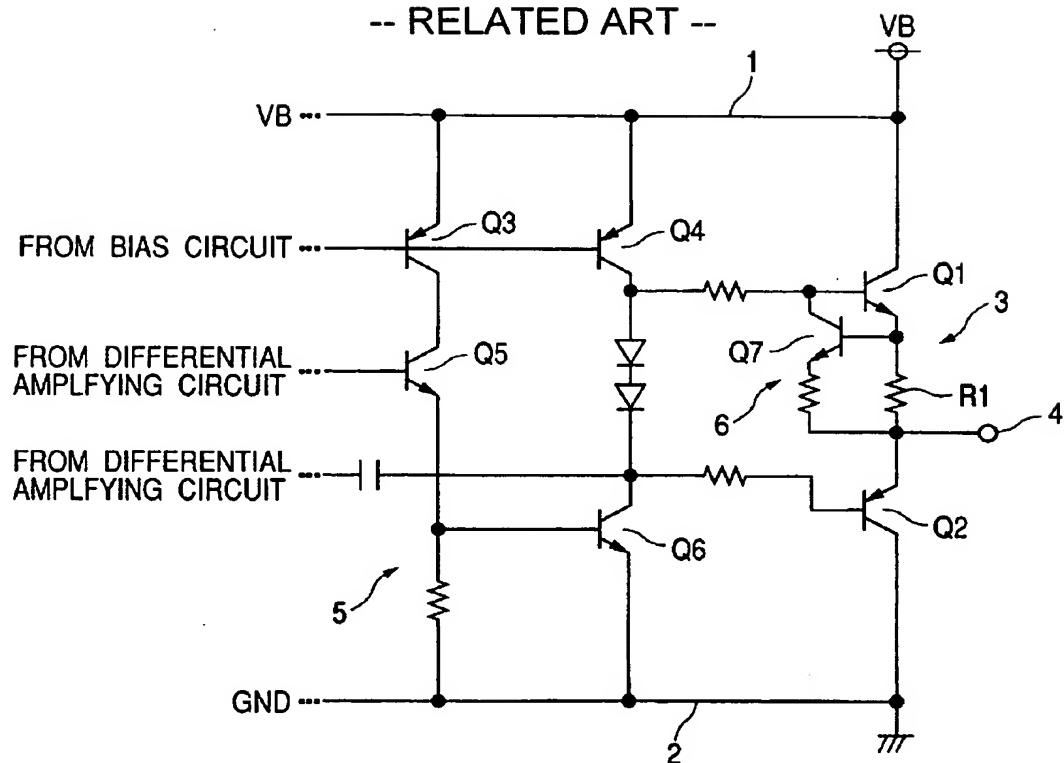 -- RELATED ART --
VB
1
VB
Q3
Q4
FROM BIAS CIRCUIT
Q1
3
Q7
FROM DIFFERENTIAL
AMPLFYING CIRCUIT
Q5
6
R1
4
FROM DIFFERENTIAL
AMPLFYING CIRCUIT
Q2
Q6
5
GND
2